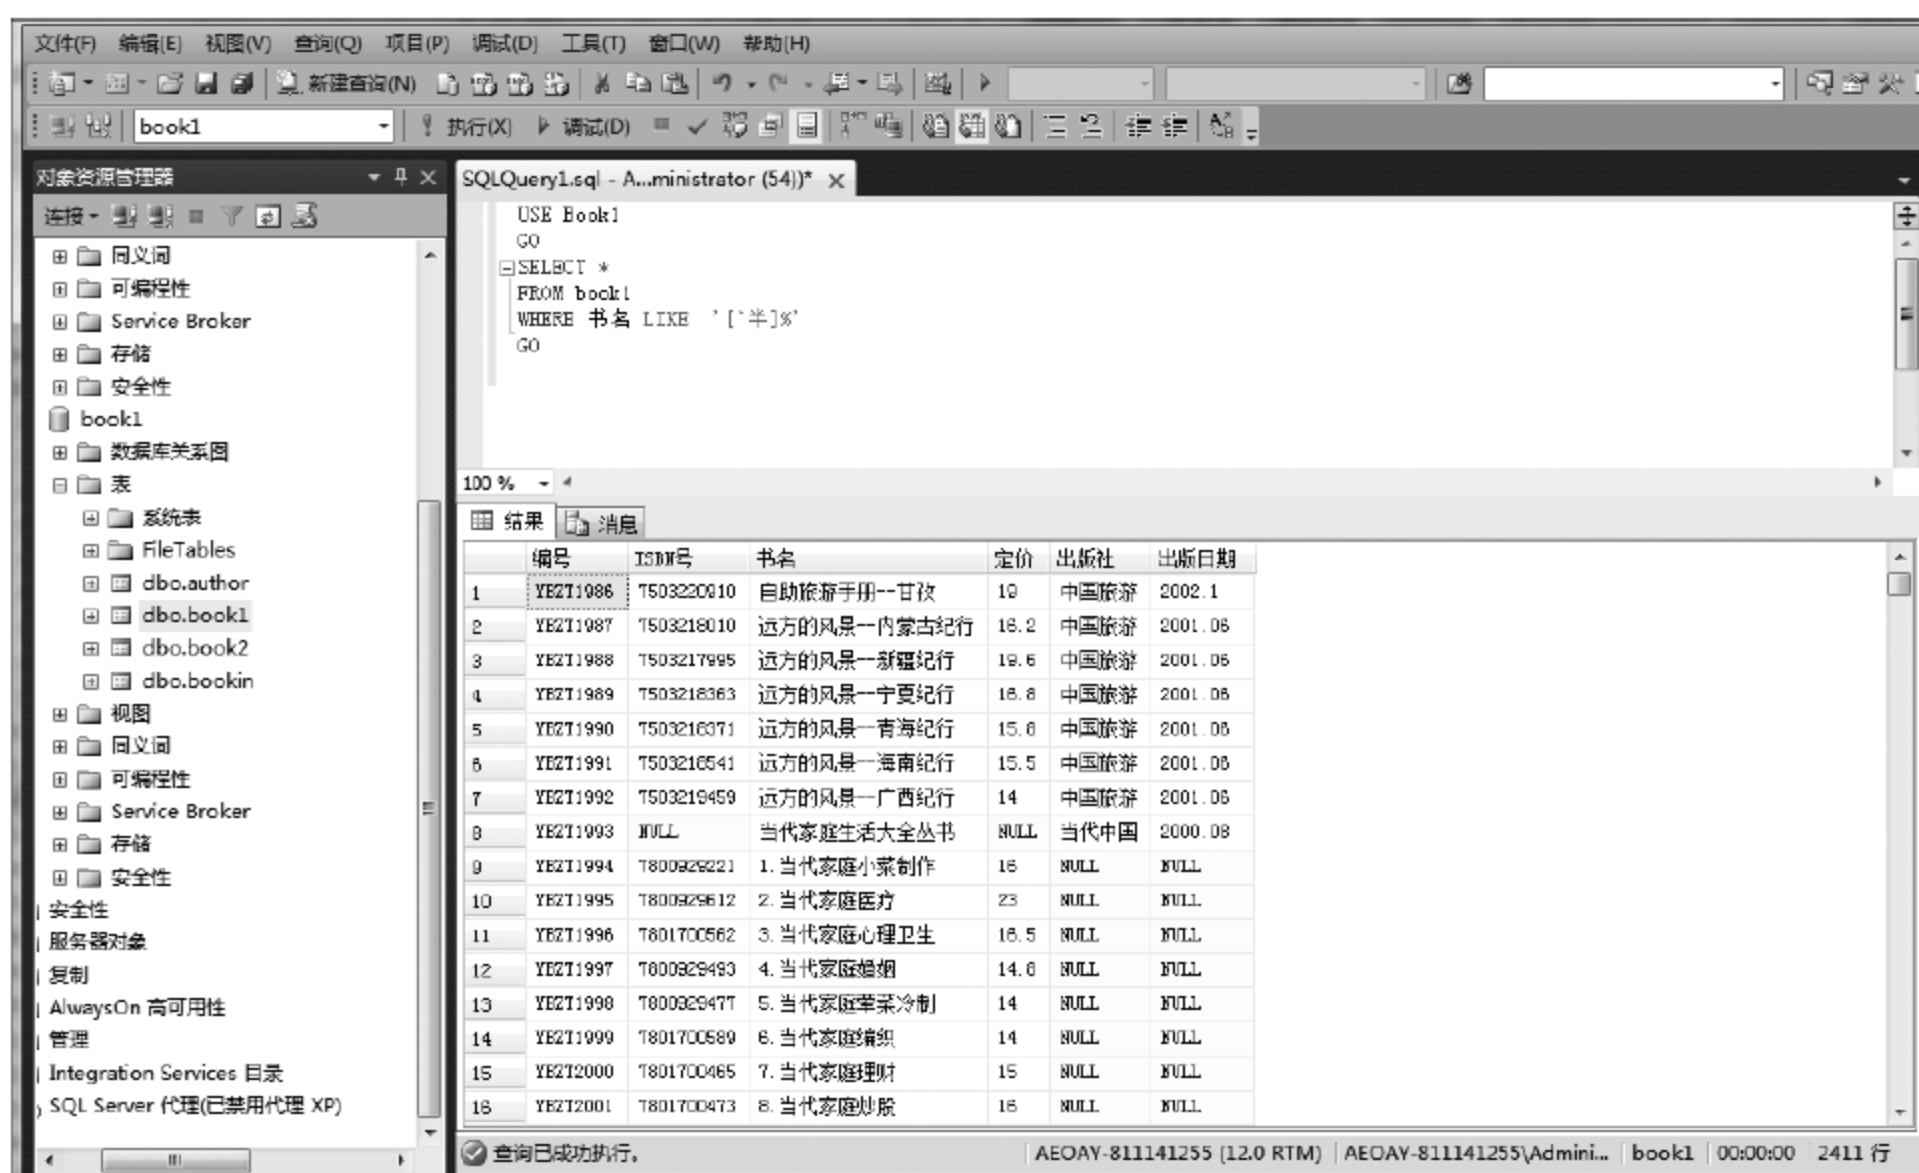 文件(F) 编辑(E) 视图(V) 查询(Q) 项目(P) 调试(D) 工具(T) 窗口(W) 帮助(H)
新建查询(N)
book1 执行(X) 调试(D)
对象资源管理器
连接
同义词
可编程性
Service Broker
存储
安全性
book1
数据库关系图
表
系统表
FileTables
dbo.author
dbo.book1
dbo.book2
dbo.bookin
视图
同义词
可编程性
Service Broker
存储
安全性
安全性
服务器对象
复制
AlwaysOn 高可用性
管理
Integration Services 目录
SQL Server 代理(已禁用代理 XP)
SQLQuery1.sql - A...ministrator (54))*
USE Book1
GO
SELECT *
FROM book1
WHERE 书名 LIKE '[^半]%'
GO
100 %
结果 消息
编号 ISBN号 书名 定价 出版社 出版日期
1 YBZT1986 7503220910 自助旅游手册--甘孜 19 中国旅游 2002.1
2 YBZT1987 7503218010 远方的风景--内蒙古纪行 16.2 中国旅游 2001.06
3 YBZT1988 7503217995 远方的风景--新疆纪行 19.6 中国旅游 2001.06
4 YBZT1989 7503218363 远方的风景--宁夏纪行 16.8 中国旅游 2001.06
5 YBZT1990 7503218371 远方的风景--青海纪行 15.8 中国旅游 2001.06
6 YBZT1991 7503218541 远方的风景--海南纪行 15.5 中国旅游 2001.06
7 YBZT1992 7503219459 远方的风景--广西纪行 14 中国旅游 2001.06
8 YBZT1993 NULL 当代家庭生活大全丛书 NULL 当代中国 2000.08
9 YBZT1994 7800929221 1.当代家庭小菜制作 16 NULL NULL
10 YBZT1995 7800929612 2.当代家庭医疗 23 NULL NULL
11 YBZT1996 7801700562 3.当代家庭心理卫生 16.5 NULL NULL
12 YBZT1997 7800929493 4.当代家庭婚姻 14.8 NULL NULL
13 YBZT1998 7800929477 5.当代家庭荤菜冷制 14 NULL NULL
14 YBZT1999 7801700589 6.当代家庭编织 14 NULL NULL
15 YBZT2000 7801700465 7.当代家庭理财 15 NULL NULL
16 YBZT2001 7801700473 8.当代家庭炒股 16 NULL NULL
查询已成功执行。 AEOAY-811141255 (12.0 RTM) AEOAY-811141255\Admini... book1 00:00:00 2411 行